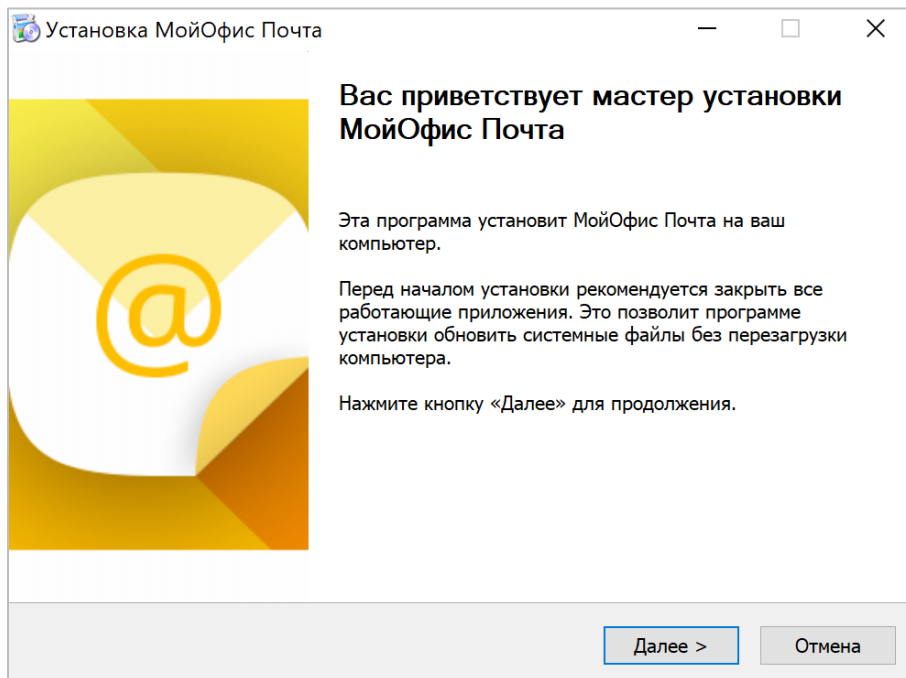 Установка МойОфис Почта
Вас приветствует мастер установки
МойОфис Почта
Эта программа установит МойОфис Почта на ваш
компьютер.
Перед началом установки рекомендуется закрыть все
работающие приложения. Это позволит программе
установки обновить системные файлы без перезагрузки
компьютера.
Нажмите кнопку «Далее» для продолжения.
@
Далее >
Отмена